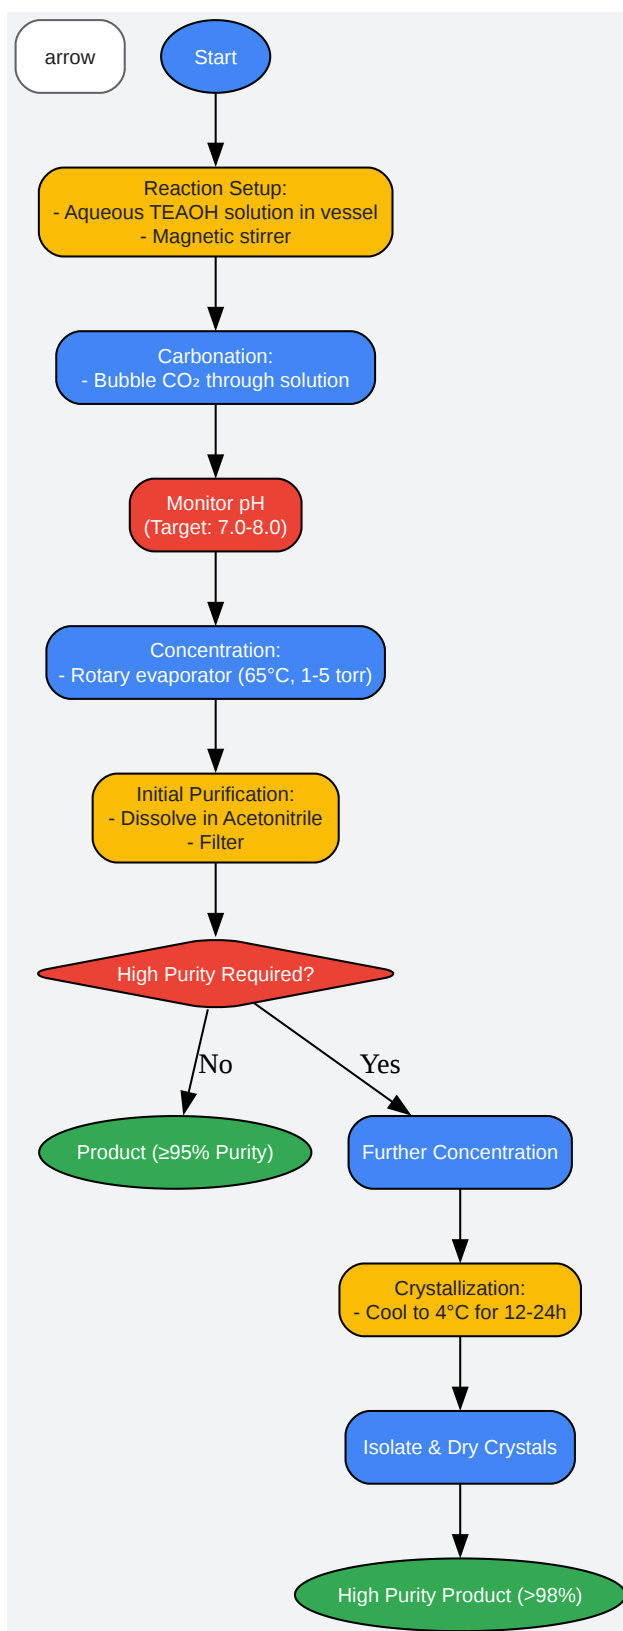 arrow
Start
Reaction Setup:
- Aqueous TEAOH solution in vessel
- Magnetic stirrer
Carbonation:
- Bubble CO₂ through solution
Monitor pH
(Target: 7.0-8.0)
Concentration:
- Rotary evaporator (65°C, 1-5 torr)
Initial Purification:
- Dissolve in Acetonitrile
- Filter
High Purity Required?
No
Yes
Product (≥95% Purity)
Further Concentration
Crystallization:
- Cool to 4°C for 12-24h
Isolate & Dry Crystals
High Purity Product (>98%)